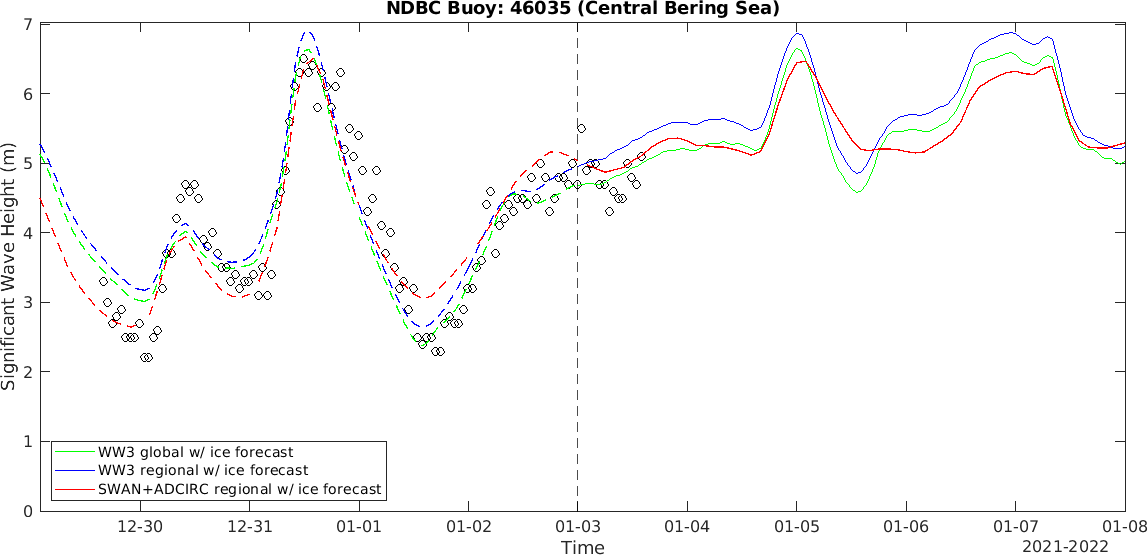 NDBC Buoy: 46035 (Central Bering Sea)
7
6
5
4
3
2
1
0
Significant Wave Height (m)
WW3 global w/ ice forecast
WW3 regional w/ ice forecast
SWAN+ADCIRC regional w/ ice forecast
12-30 12-31 01-01 01-02 01-03 01-04 01-05 01-06 01-07 01-08
Time
2021-2022